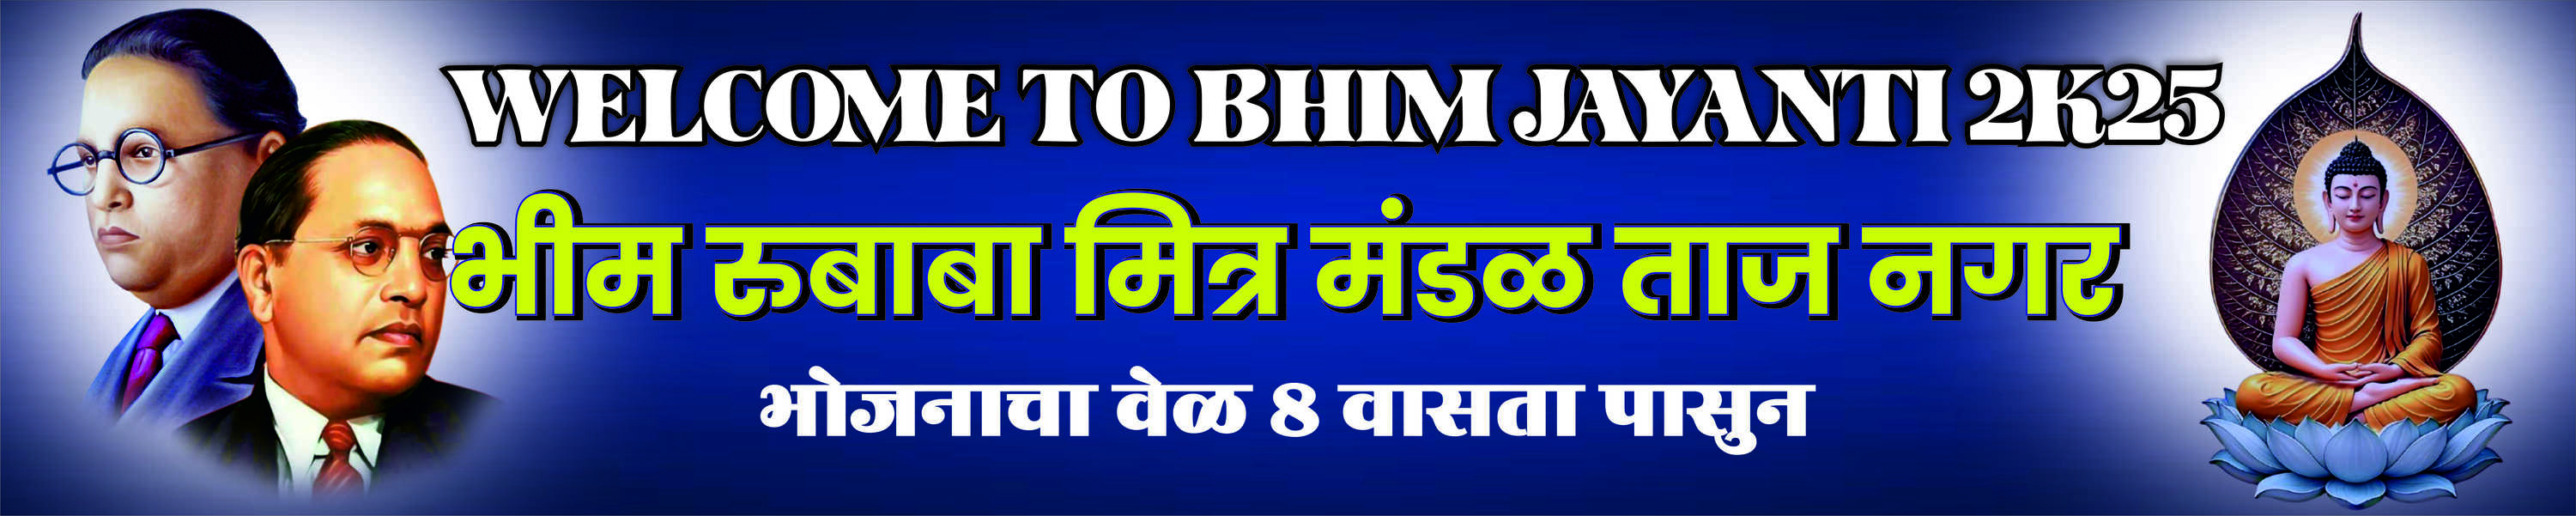 WELCOME TO BHIM JAYANTI 2K25
भीम रुबाबा मित्र मंडळ ताज नगर
भोजनाचा वेळ 8 वासता पासुन